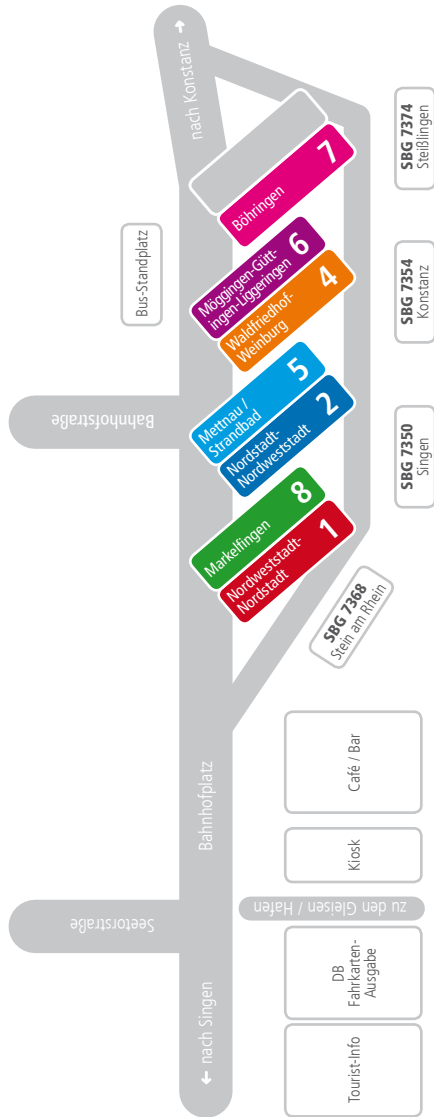 nach Konstanz →
Bus-Standplatz
Bahnhofstraße
Böhringen
7
Möggingen-Gütt-
ingen-Liggeringen
6
Waldfriedhof-
Weinburg
4
Mettnau /
Strandbad
5
Nordstadt-
Nordweststadt
2
Markelfingen
8
Nordweststadt-
Nordstadt
1
SBG 7374
Steißlingen
SBG 7354
Konstanz
SBG 7350
Singen
SBG 7368
Stein am Rhein
Bahnhofplatz
Café / Bar
Kiosk
Seetorstraße
zu den Gleisen / Hafen
← nach Singen
DB
Fahrkarten-
Ausgabe
Tourist-Info